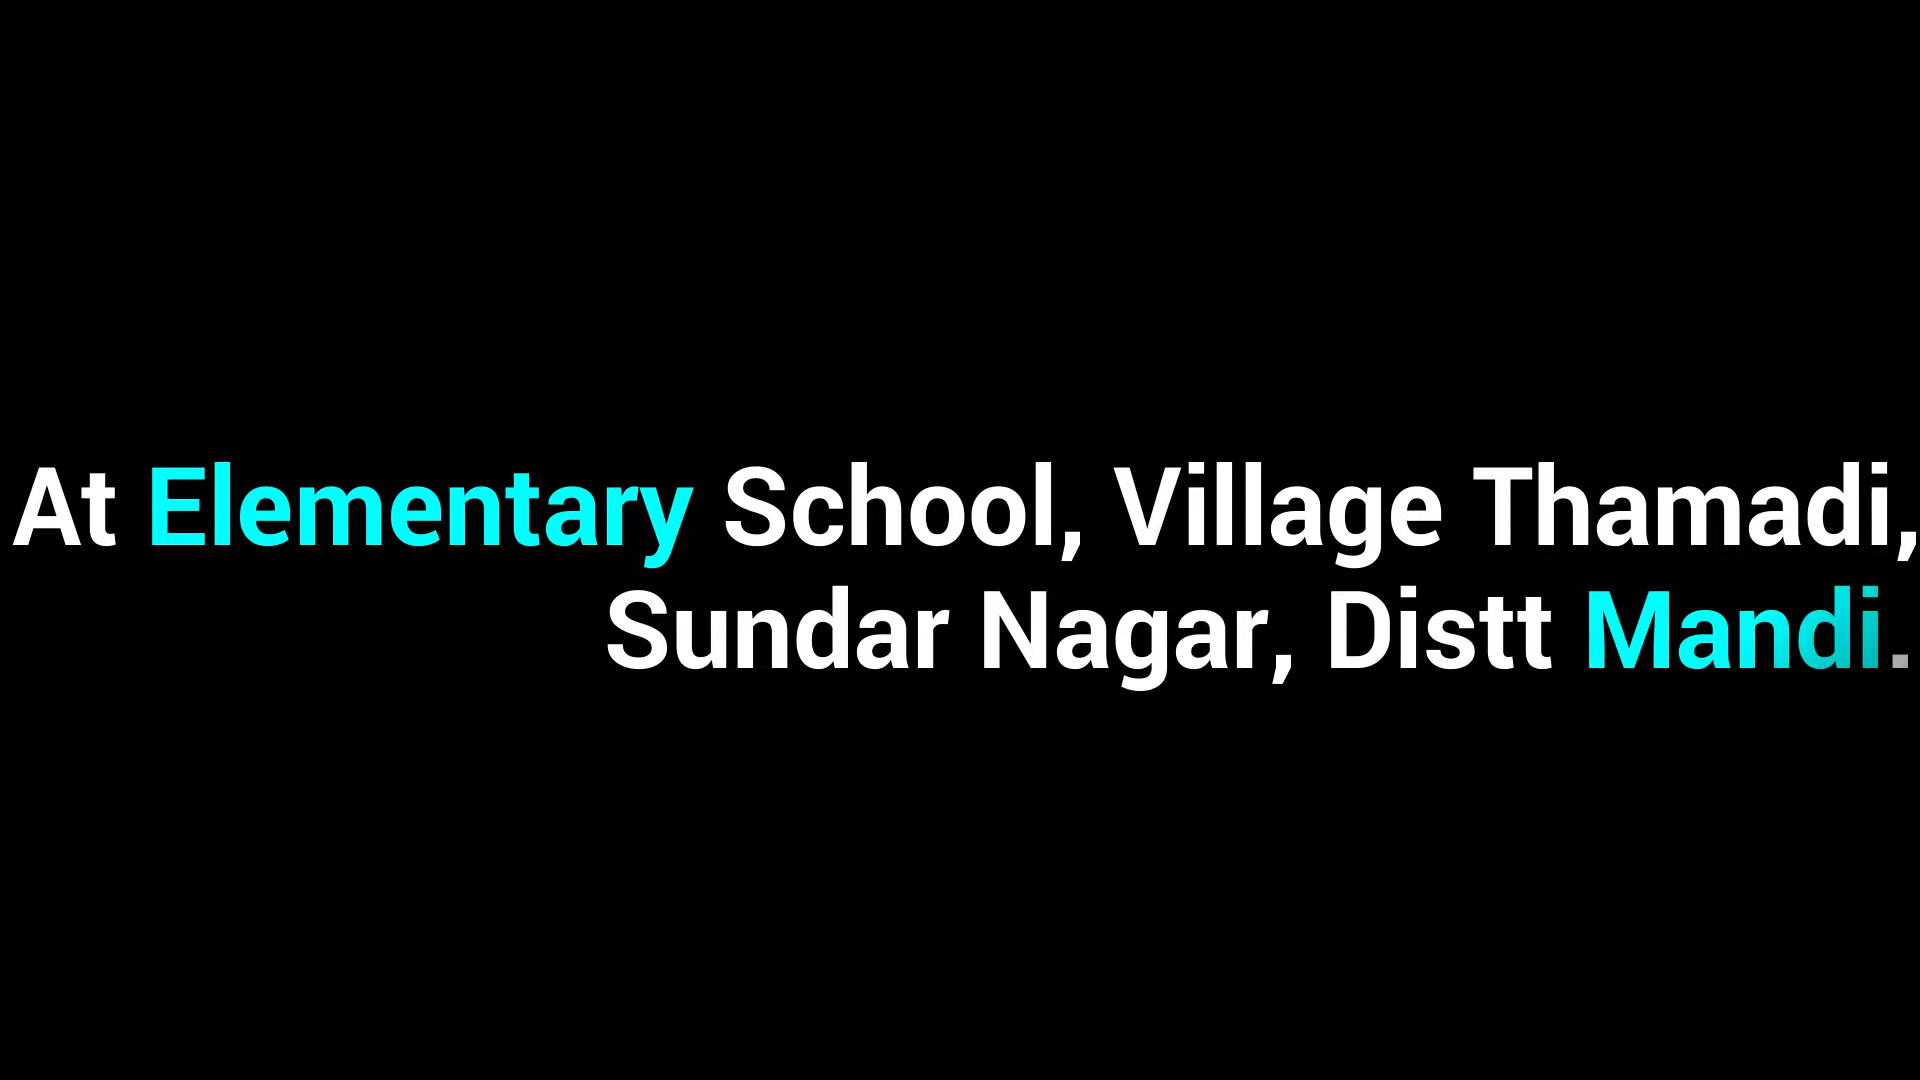 At Elementary School, Village Thamadi,
Sundar Nagar, Distt Mandi.